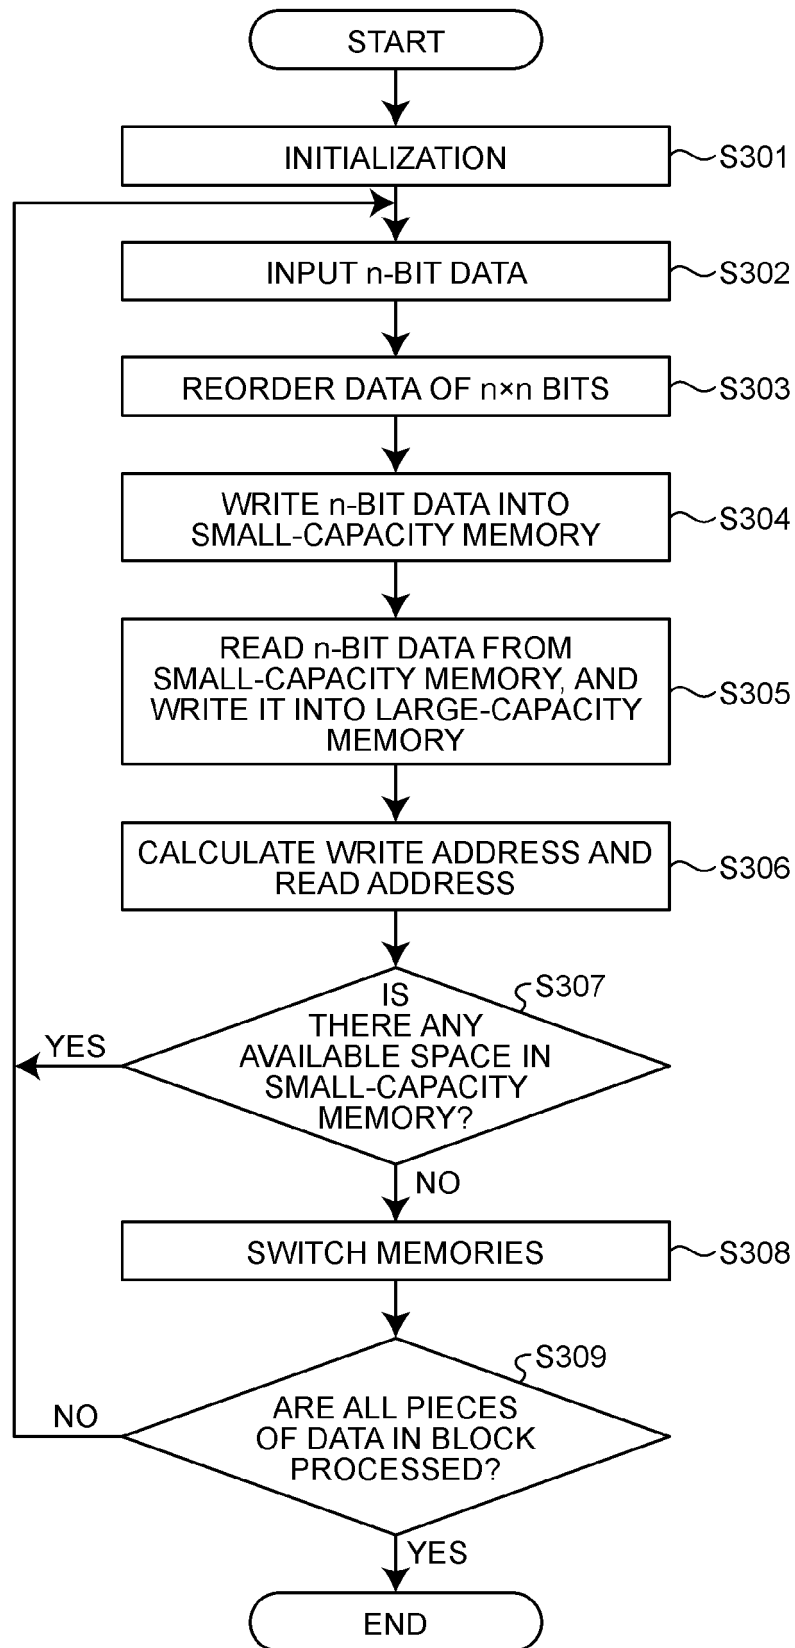 START
INITIALIZATION
S301
INPUT n-BIT DATA
S302
REORDER DATA OF n×n BITS
S303
WRITE n-BIT DATA INTO
SMALL-CAPACITY MEMORY
S304
READ n-BIT DATA FROM
SMALL-CAPACITY MEMORY, AND
WRITE IT INTO LARGE-CAPACITY
MEMORY
S305
CALCULATE WRITE ADDRESS AND
READ ADDRESS
S306
S307
IS
THERE ANY
AVAILABLE SPACE IN
SMALL-CAPACITY
MEMORY?
YES
NO
SWITCH MEMORIES
S308
S309
ARE ALL PIECES
OF DATA IN BLOCK
PROCESSED?
NO
YES
END